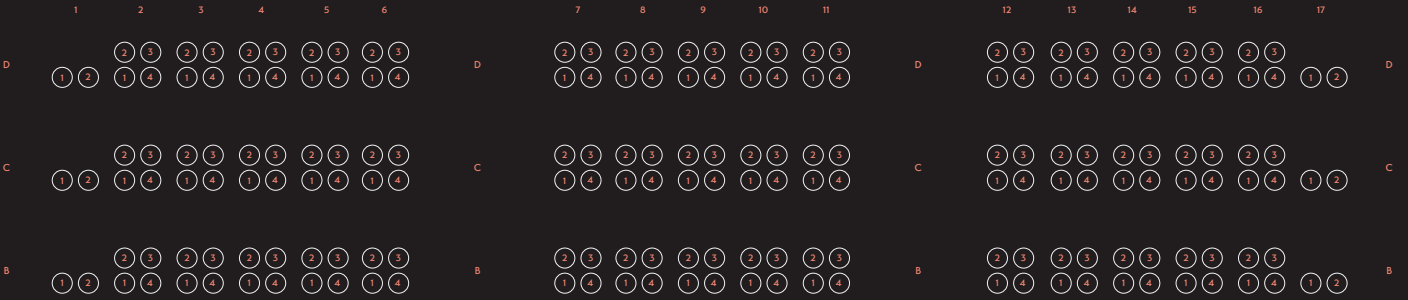 1 2 3 4 5 6 7 8 9 10 11 12 13 14 15 16 17
2 3 2 3 2 3 2 3 2 3 2 3 2 3 2 3 2 3 2 3 2 3 2 3 2 3 2 3 2 3
D D D D
1 2 1 4 1 4 1 4 1 4 1 4 1 4 1 4 1 4 1 4 1 4 1 4 1 4 1 4 1 4 1 4 1 2
2 3 2 3 2 3 2 3 2 3 2 3 2 3 2 3 2 3 2 3 2 3 2 3 2 3 2 3 2 3
C C C C
1 2 1 4 1 4 1 4 1 4 1 4 1 4 1 4 1 4 1 4 1 4 1 4 1 4 1 4 1 4 1 4 1 2
2 3 2 3 2 3 2 3 2 3 2 3 2 3 2 3 2 3 2 3 2 3 2 3 2 3 2 3 2 3
B B B B
1 2 1 4 1 4 1 4 1 4 1 4 1 4 1 4 1 4 1 4 1 4 1 4 1 4 1 4 1 4 1 4 1 2